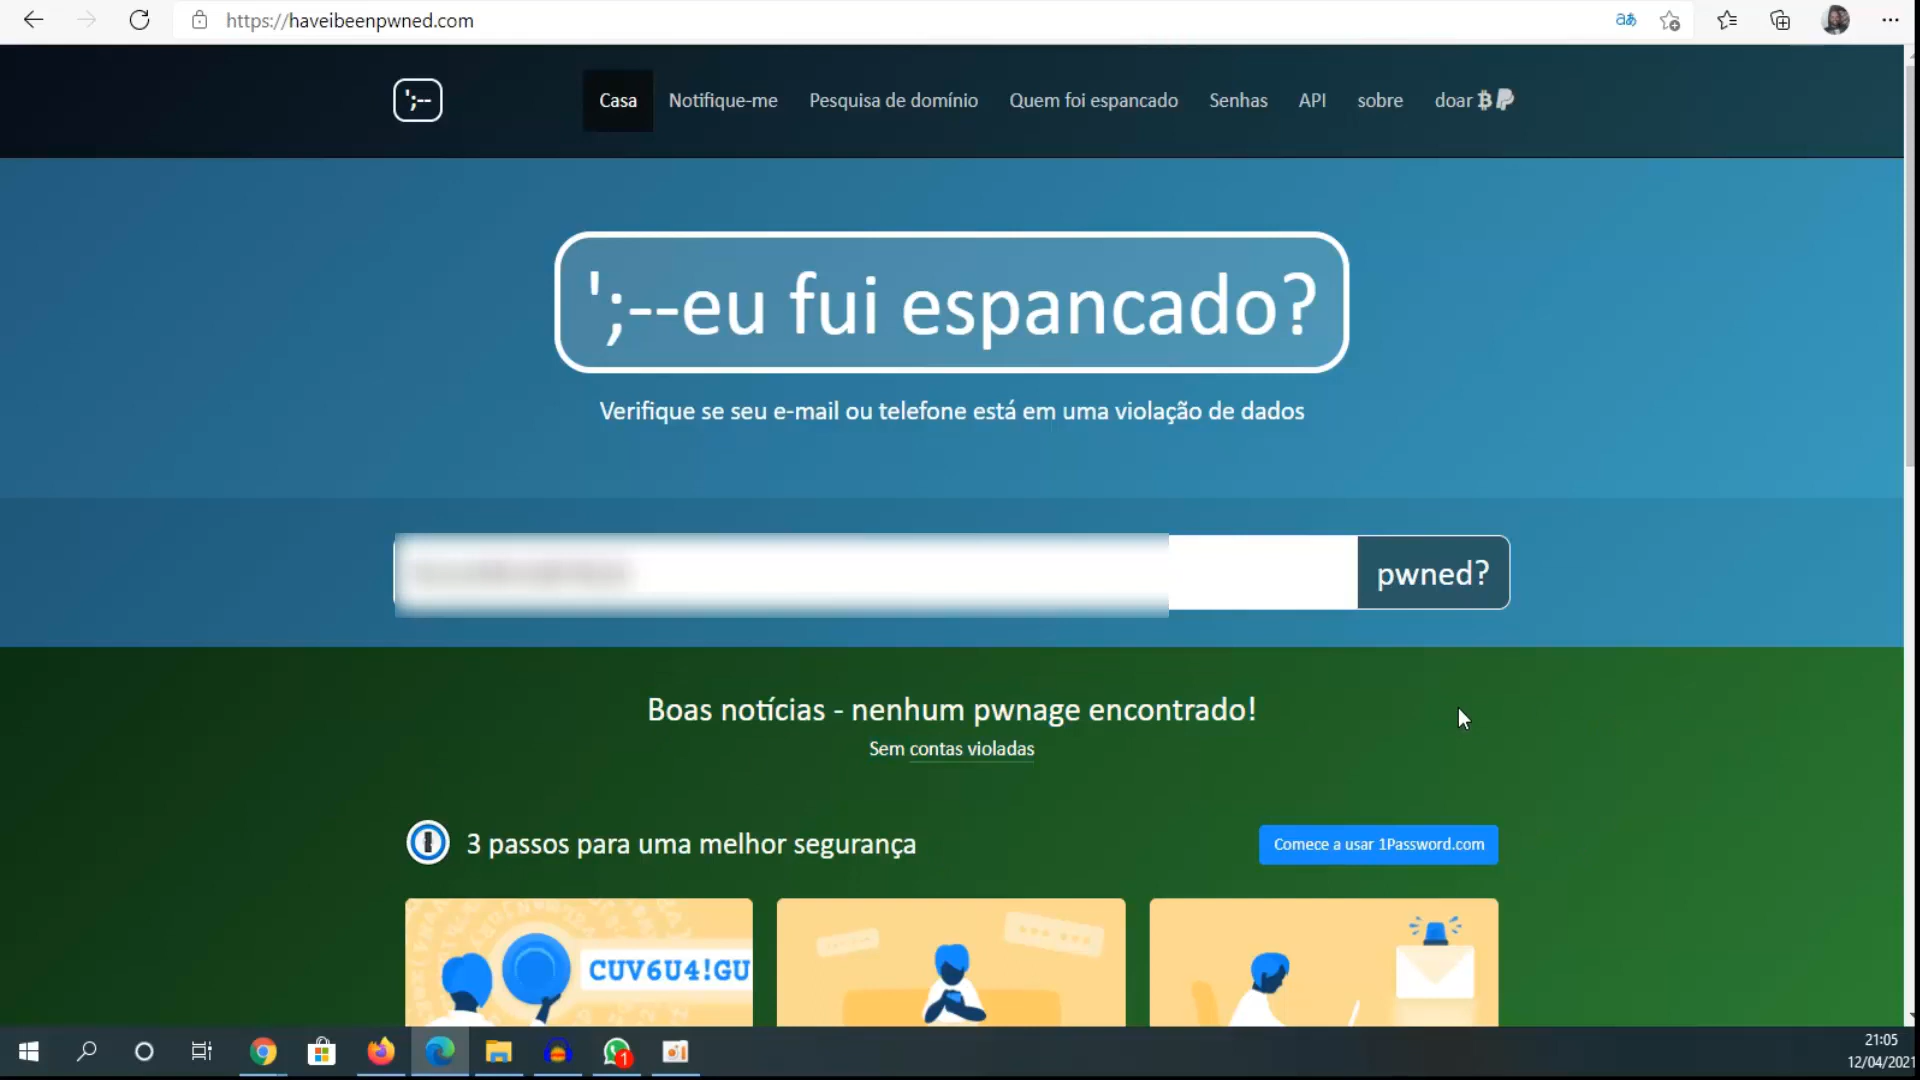 https://haveibeenpwned.com
aあ
';--
Casa
Notifique-me
Pesquisa de domínio
Quem foi espancado
Senhas
API
sobre
doar
';--eu fui espancado?
Verifique se seu e-mail ou telefone está em uma violação de dados
pwned?
Boas notícias - nenhum pwnage encontrado!
Sem contas violadas
3 passos para uma melhor segurança
Comece a usar 1Password.com
CUV6U4!GU
1
21:05
12/04/2021